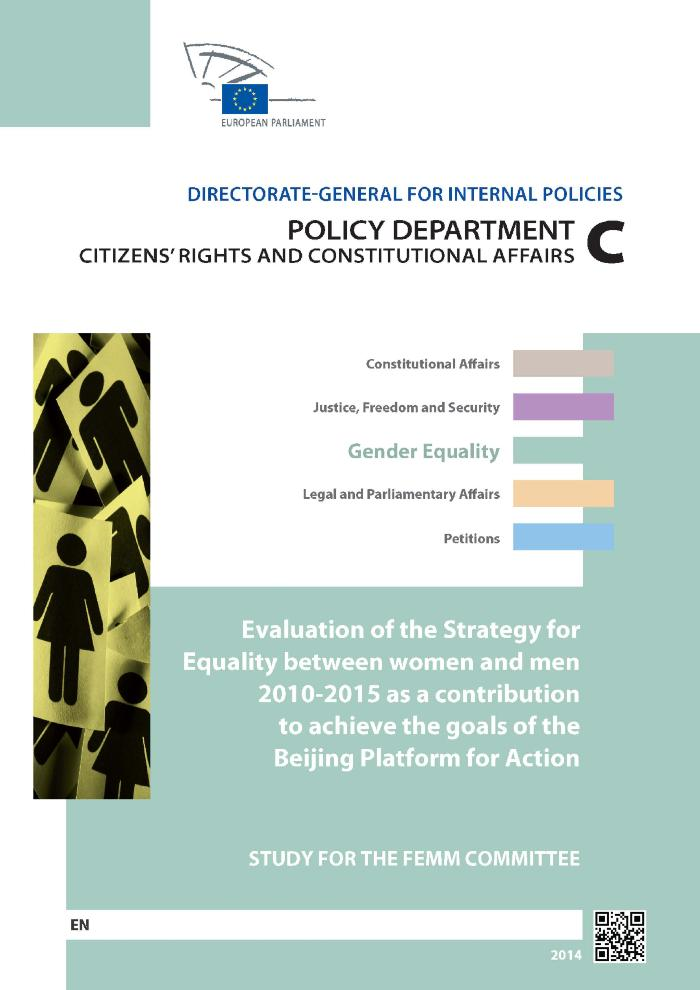 EUROPEAN PARLIAMENT
DIRECTORATE-GENERAL FOR INTERNAL POLICIES
POLICY DEPARTMENT C
CITIZENS' RIGHTS AND CONSTITUTIONAL AFFAIRS
Constitutional Affairs
Justice, Freedom and Security
Gender Equality
Legal and Parliamentary Affairs
Petitions
Evaluation of the Strategy for
Equality between women and men
2010-2015 as a contribution
to achieve the goals of the
Beijing Platform for Action
STUDY FOR THE FEMM COMMITTEE
EN
2014